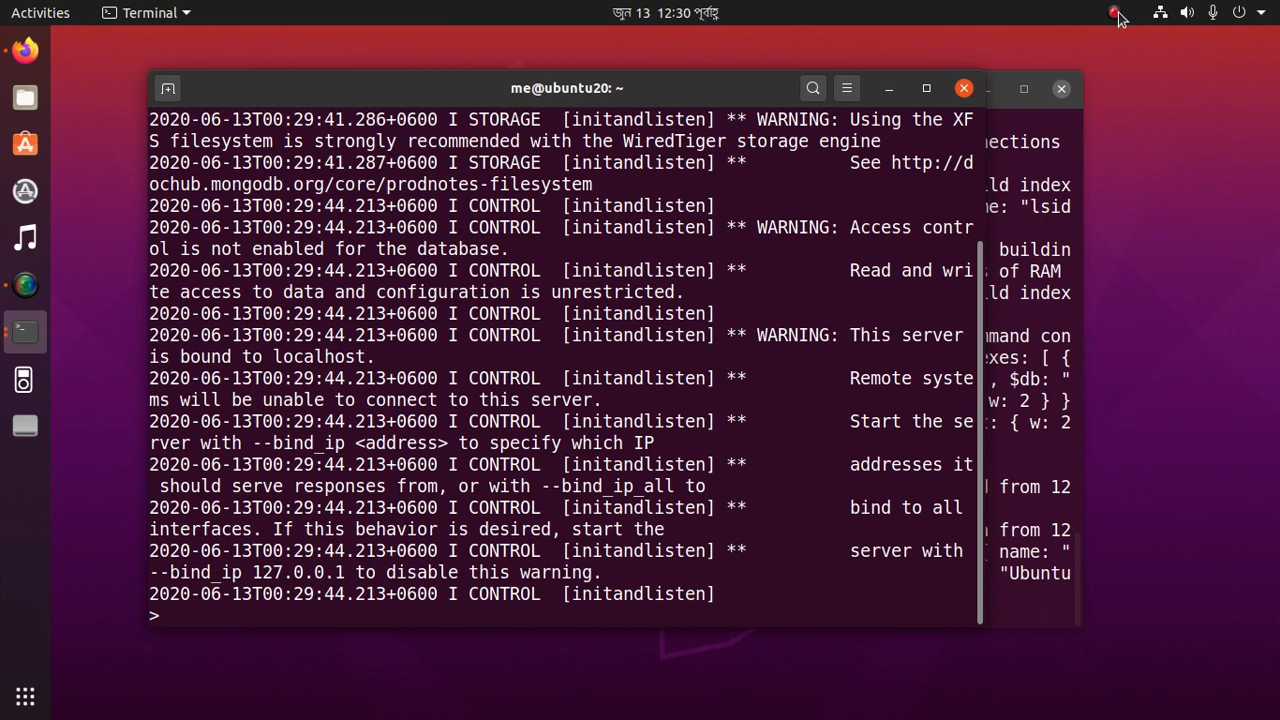 Activities
Terminal
জুন 13 12:30 পূর্বাহ্ণ
me@ubuntu20: ~
2020-06-13T00:29:41.286+0600 I STORAGE  [initandlisten] ** WARNING: Using the XF
S filesystem is strongly recommended with the WiredTiger storage engine
2020-06-13T00:29:41.287+0600 I STORAGE  [initandlisten] **          See http://d
ochub.mongodb.org/core/prodnotes-filesystem
2020-06-13T00:29:44.213+0600 I CONTROL  [initandlisten]
2020-06-13T00:29:44.213+0600 I CONTROL  [initandlisten] ** WARNING: Access contr
ol is not enabled for the database.
2020-06-13T00:29:44.213+0600 I CONTROL  [initandlisten] **          Read and wri
te access to data and configuration is unrestricted.
2020-06-13T00:29:44.213+0600 I CONTROL  [initandlisten]
2020-06-13T00:29:44.213+0600 I CONTROL  [initandlisten] ** WARNING: This server
is bound to localhost.
2020-06-13T00:29:44.213+0600 I CONTROL  [initandlisten] **          Remote syste
ms will be unable to connect to this server.
2020-06-13T00:29:44.213+0600 I CONTROL  [initandlisten] **          Start the se
rver with --bind_ip <address> to specify which IP
2020-06-13T00:29:44.213+0600 I CONTROL  [initandlisten] **          addresses it
 should serve responses from, or with --bind_ip_all to
2020-06-13T00:29:44.213+0600 I CONTROL  [initandlisten] **          bind to all
interfaces. If this behavior is desired, start the
2020-06-13T00:29:44.213+0600 I CONTROL  [initandlisten] **          server with
--bind_ip 127.0.0.1 to disable this warning.
2020-06-13T00:29:44.213+0600 I CONTROL  [initandlisten]
>
ections
ld index
me: "lsid
buildin
s of RAM
ld index
mmand con
exes: [ {
, $db: "
w: 2 } }
: { w: 2
from 12
from 12
{ name: "
"Ubuntu